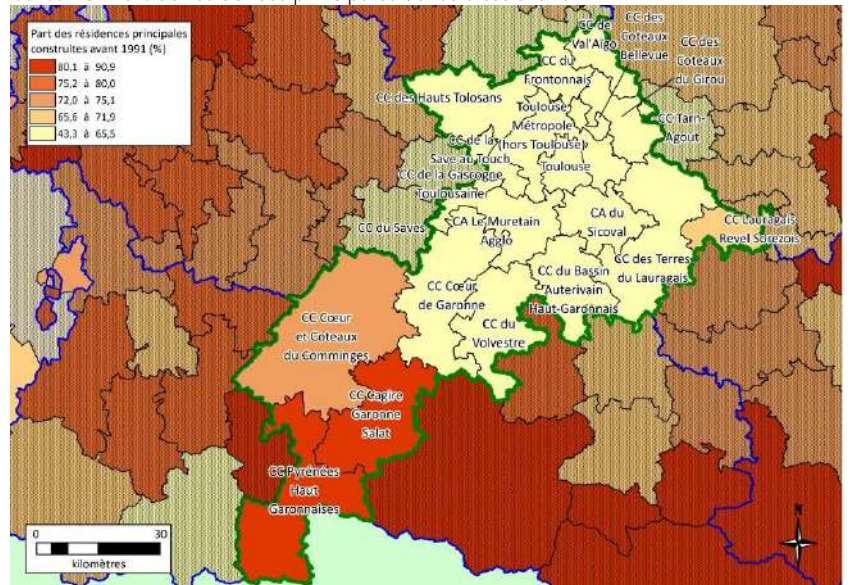 Part des résidences principales
construites avant 1991 (%)
80,1 à 90,9
75,2 à 80,0
72,0 à 75,1
65,6 à 71,9
43,3 à 65,5
CC de
Val'Aïgo
CC des
Coteaux
Bellevue
CC des
Coteaux
du Girou
CC du
Frontonnais
CC des Hauts Tolosans
Toulouse
Métropole
(hors Toulouse)
CC Tarn-
Agout
CC de la
Save au Touch
Toulouse
CC de la Gascogne
Toulousaine
CC du Saves
CA Le Muretain
Agglo
CA du
Sicoval
CC Lauragais
Revel Sorezois
CC des Terres
du Lauragais
CC du Bassin
Auterivain
Haut-Garonnais
CC Cœur
de Garonne
CC du
Volvestre
CC Cœur
et Coteaux
du Comminges
CC Cagire
Garonne
Salat
CC Pyrénées
Haut
Garonnaises
0 30
kilomètres
N